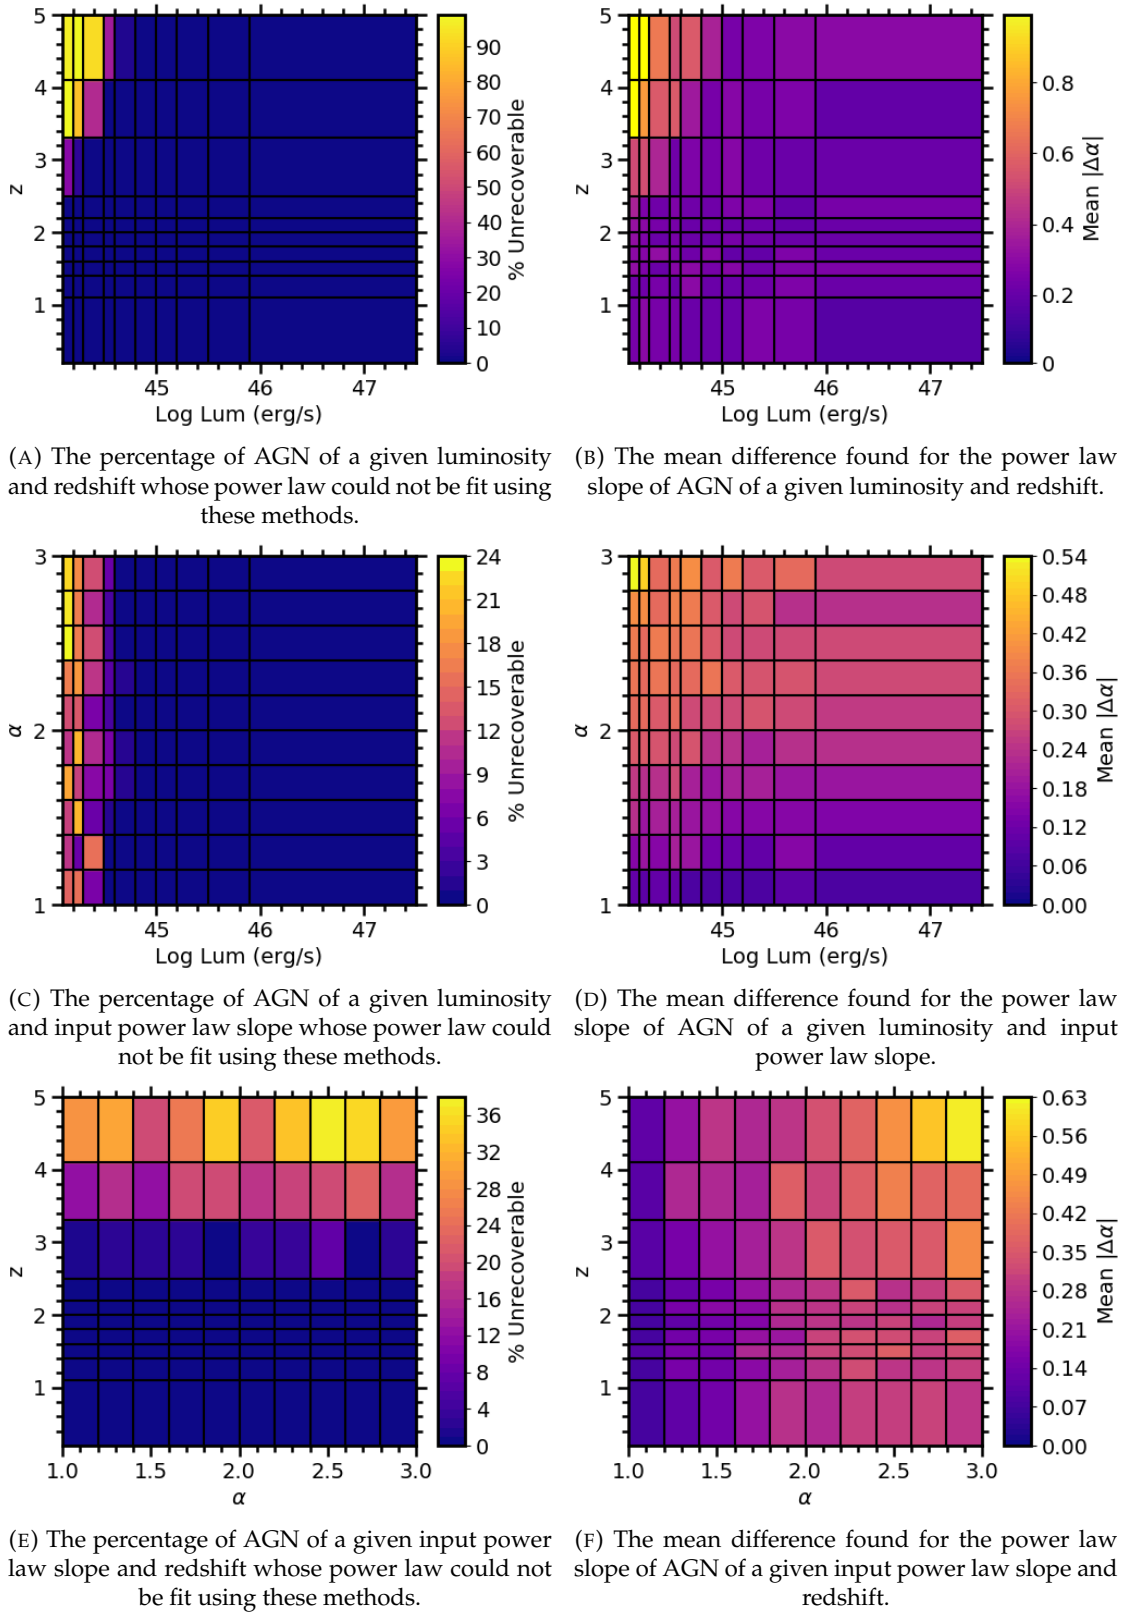 5
4
3
2
1
z
45
46
47
Log Lum (erg/s)
90
80
70
60
50
40
30
20
10
0
% Unrecoverable
5
4
3
2
1
z
45
46
47
Log Lum (erg/s)
0.8
0.6
0.4
0.2
0
Mean |Δα|
(A) The percentage of AGN of a given luminosity
and redshift whose power law could not be fit using
these methods.
(B) The mean difference found for the power law
slope of AGN of a given luminosity and redshift.
3
2
1
α
45
46
47
Log Lum (erg/s)
24
21
18
15
12
9
6
3
0
% Unrecoverable
3
2
1
α
45
46
47
Log Lum (erg/s)
0.54
0.48
0.42
0.36
0.30
0.24
0.18
0.12
0.06
0.00
Mean |Δα|
(C) The percentage of AGN of a given luminosity
and input power law slope whose power law could
not be fit using these methods.
(D) The mean difference found for the power law
slope of AGN of a given luminosity and input
power law slope.
5
4
3
2
1
z
1.0
1.5
2.0
2.5
3.0
α
36
32
28
24
20
16
12
8
4
0
% Unrecoverable
5
4
3
2
1
z
1.0
1.5
2.0
2.5
3.0
α
0.63
0.56
0.49
0.42
0.35
0.28
0.21
0.14
0.07
0.00
Mean |Δα|
(E) The percentage of AGN of a given input power
law slope and redshift whose power law could not
be fit using these methods.
(F) The mean difference found for the power law
slope of AGN of a given input power law slope and
redshift.